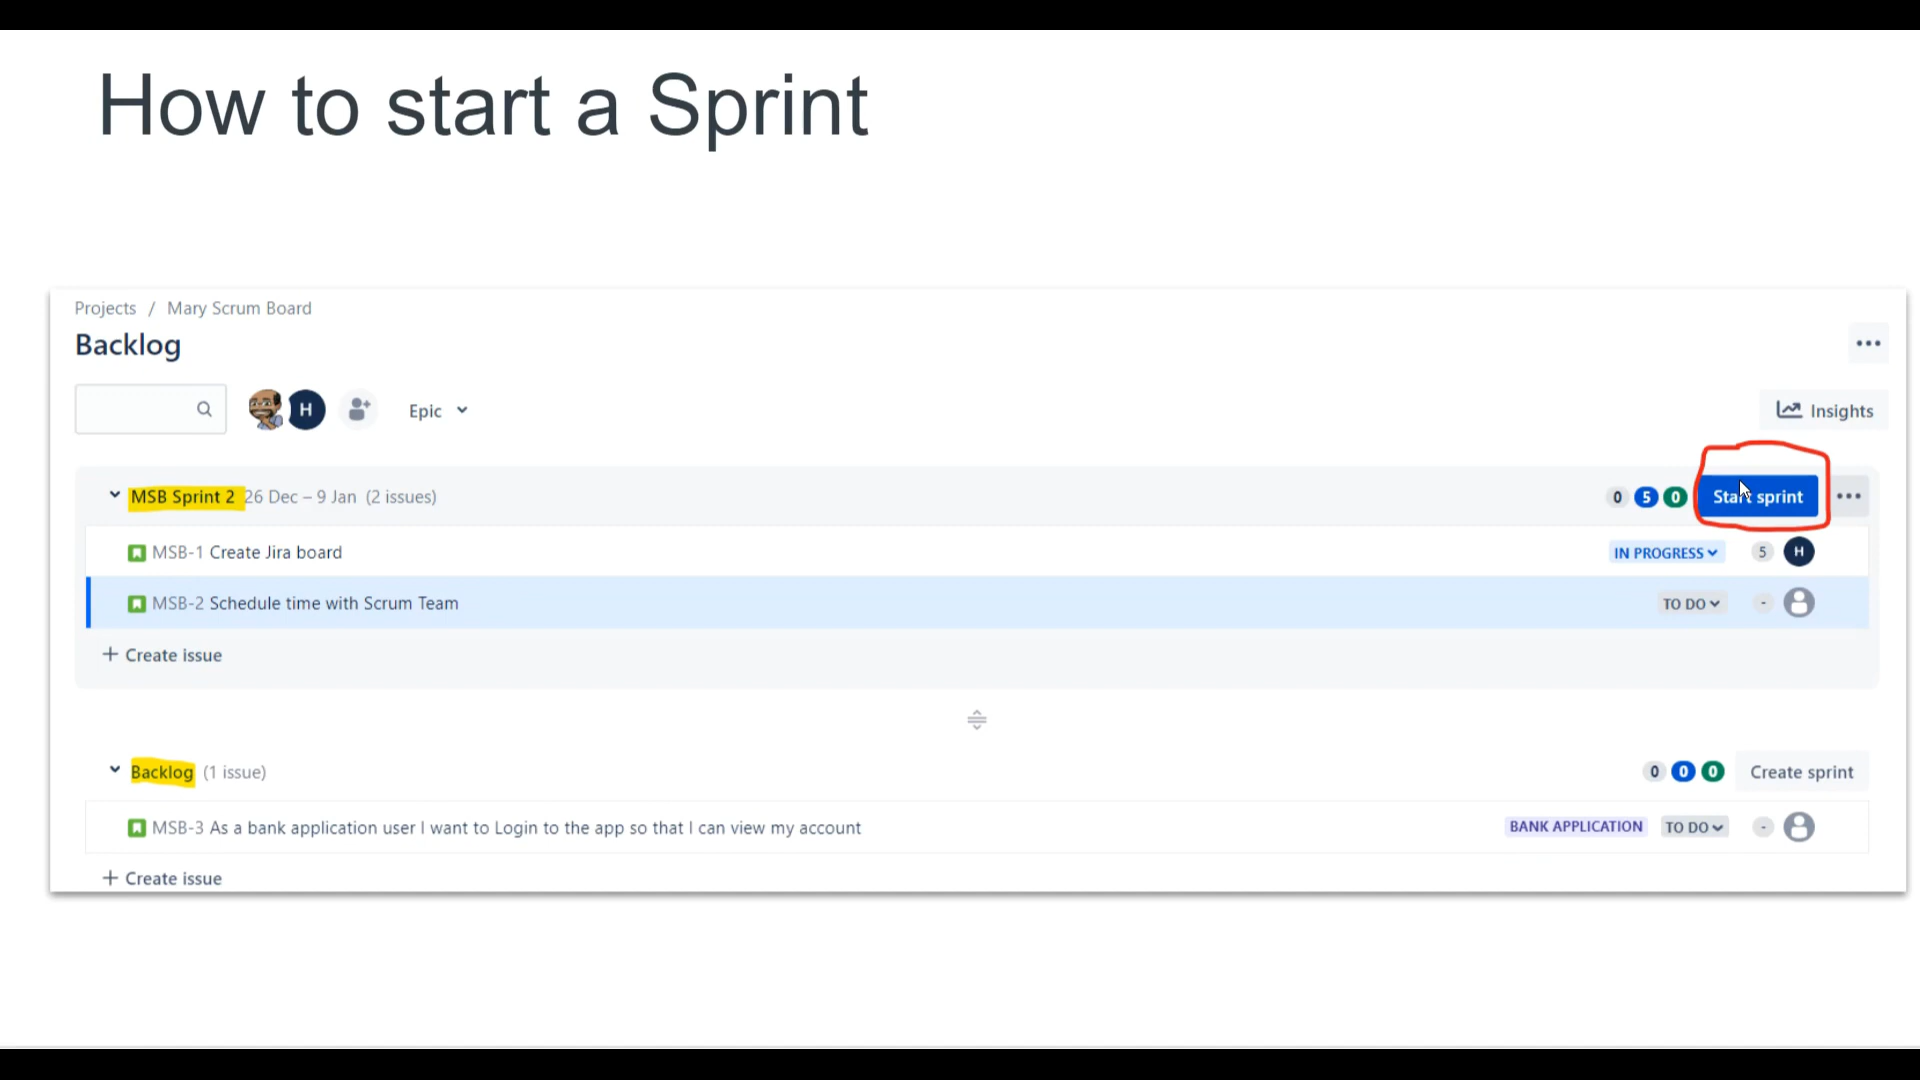 How to start a Sprint
Projects / Mary Scrum Board
Backlog
H Epic
Insights
MSB Sprint 2 26 Dec – 9 Jan (2 issues) 0 5 0 Start sprint
MSB-1 Create Jira board IN PROGRESS 5 H
MSB-2 Schedule time with Scrum Team TO DO -
+ Create issue
Backlog (1 issue) 0 0 0 Create sprint
MSB-3 As a bank application user I want to Login to the app so that I can view my account BANK APPLICATION TO DO -
+ Create issue